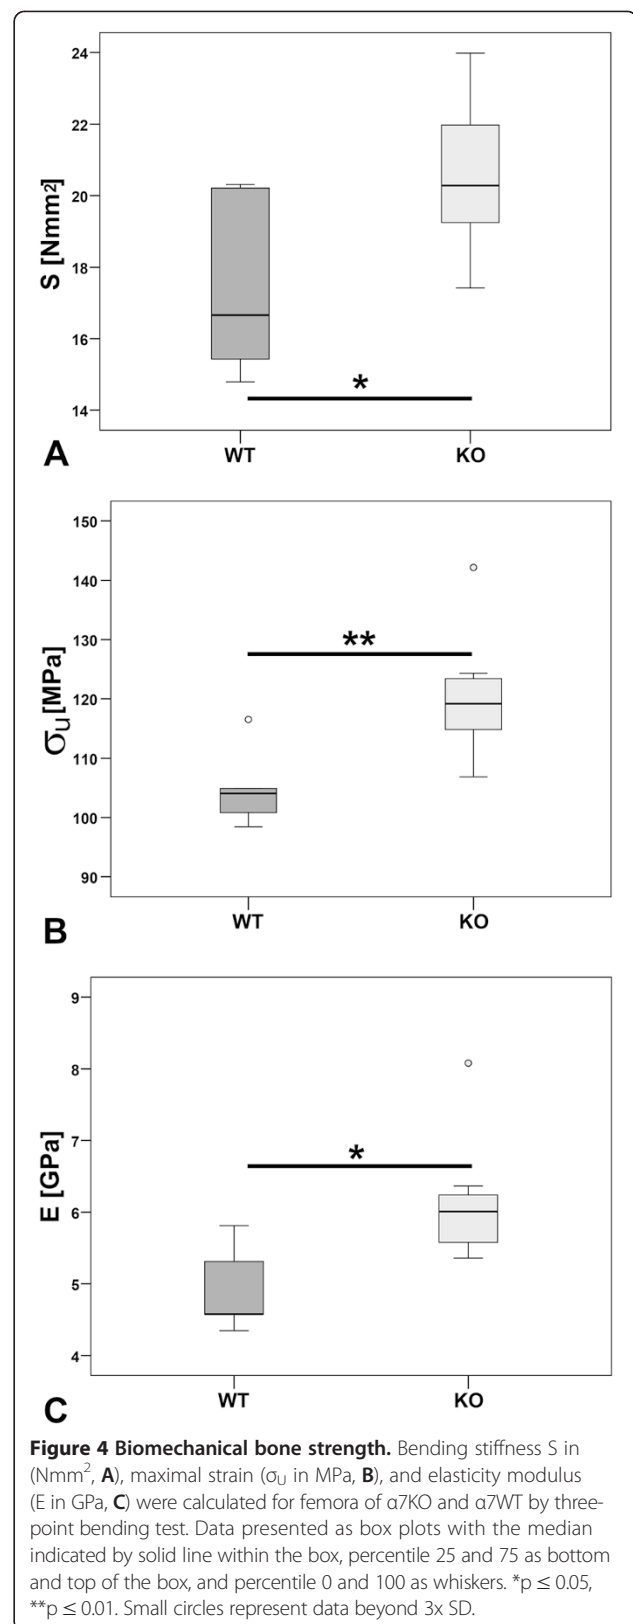 24
22
20
18
16
14
S [Nmm²]
*
WT KO
A
150
140
130
120
110
100
90
σU[MPa]
**
WT KO
B
9
8
7
6
5
4
E [GPa]
*
WT KO
C
Figure 4 Biomechanical bone strength. Bending stiffness S in
(Nmm², A), maximal strain (σU in MPa, B), and elasticity modulus
(E in GPa, C) were calculated for femora of α7KO and α7WT by three-
point bending test. Data presented as box plots with the median
indicated by solid line within the box, percentile 25 and 75 as bottom
and top of the box, and percentile 0 and 100 as whiskers. *p ≤ 0.05,
**p ≤ 0.01. Small circles represent data beyond 3x SD.